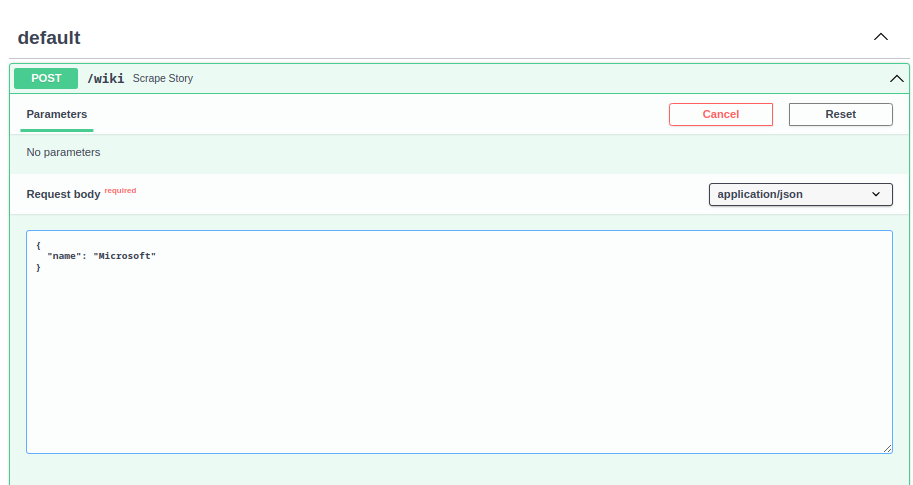 default
POST /wiki Scrape Story
Parameters
Cancel
Reset
No parameters
Request body required
application/json
{
  "name": "Microsoft"
}